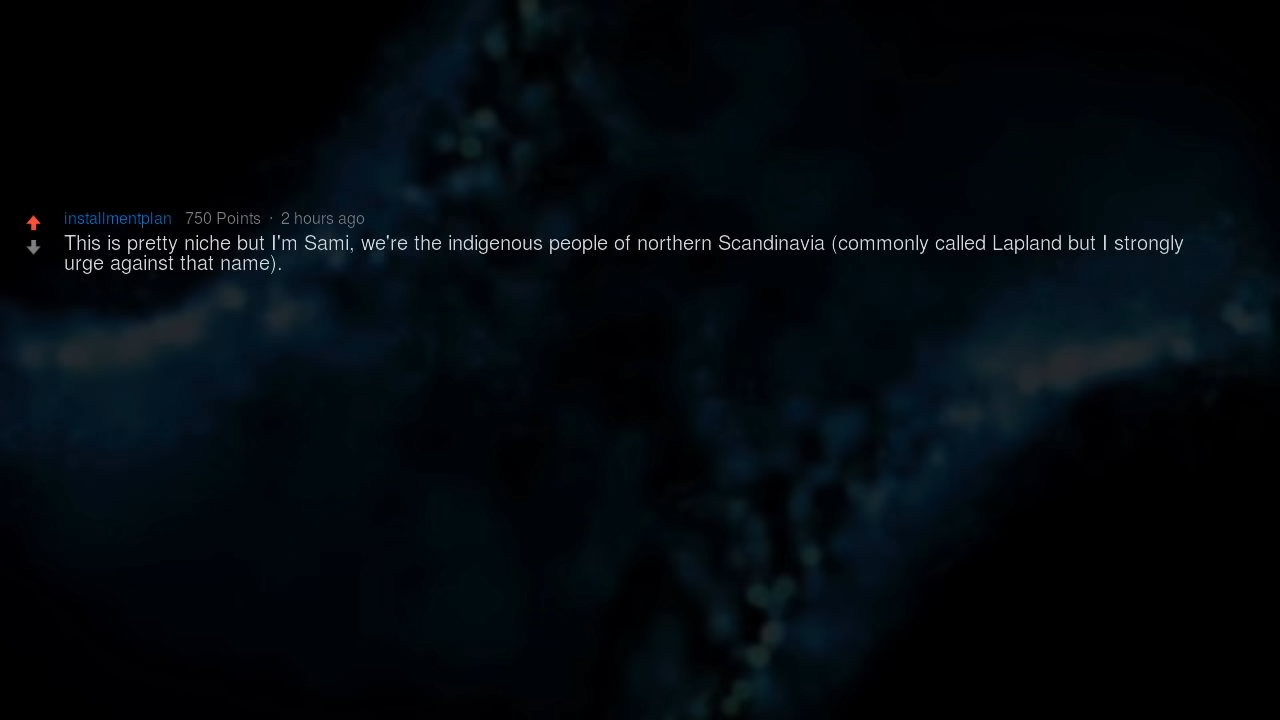 installmentplan 750 Points · 2 hours ago
This is pretty niche but I'm Sami, we're the indigenous people of northern Scandinavia (commonly called Lapland but I strongly
urge against that name).